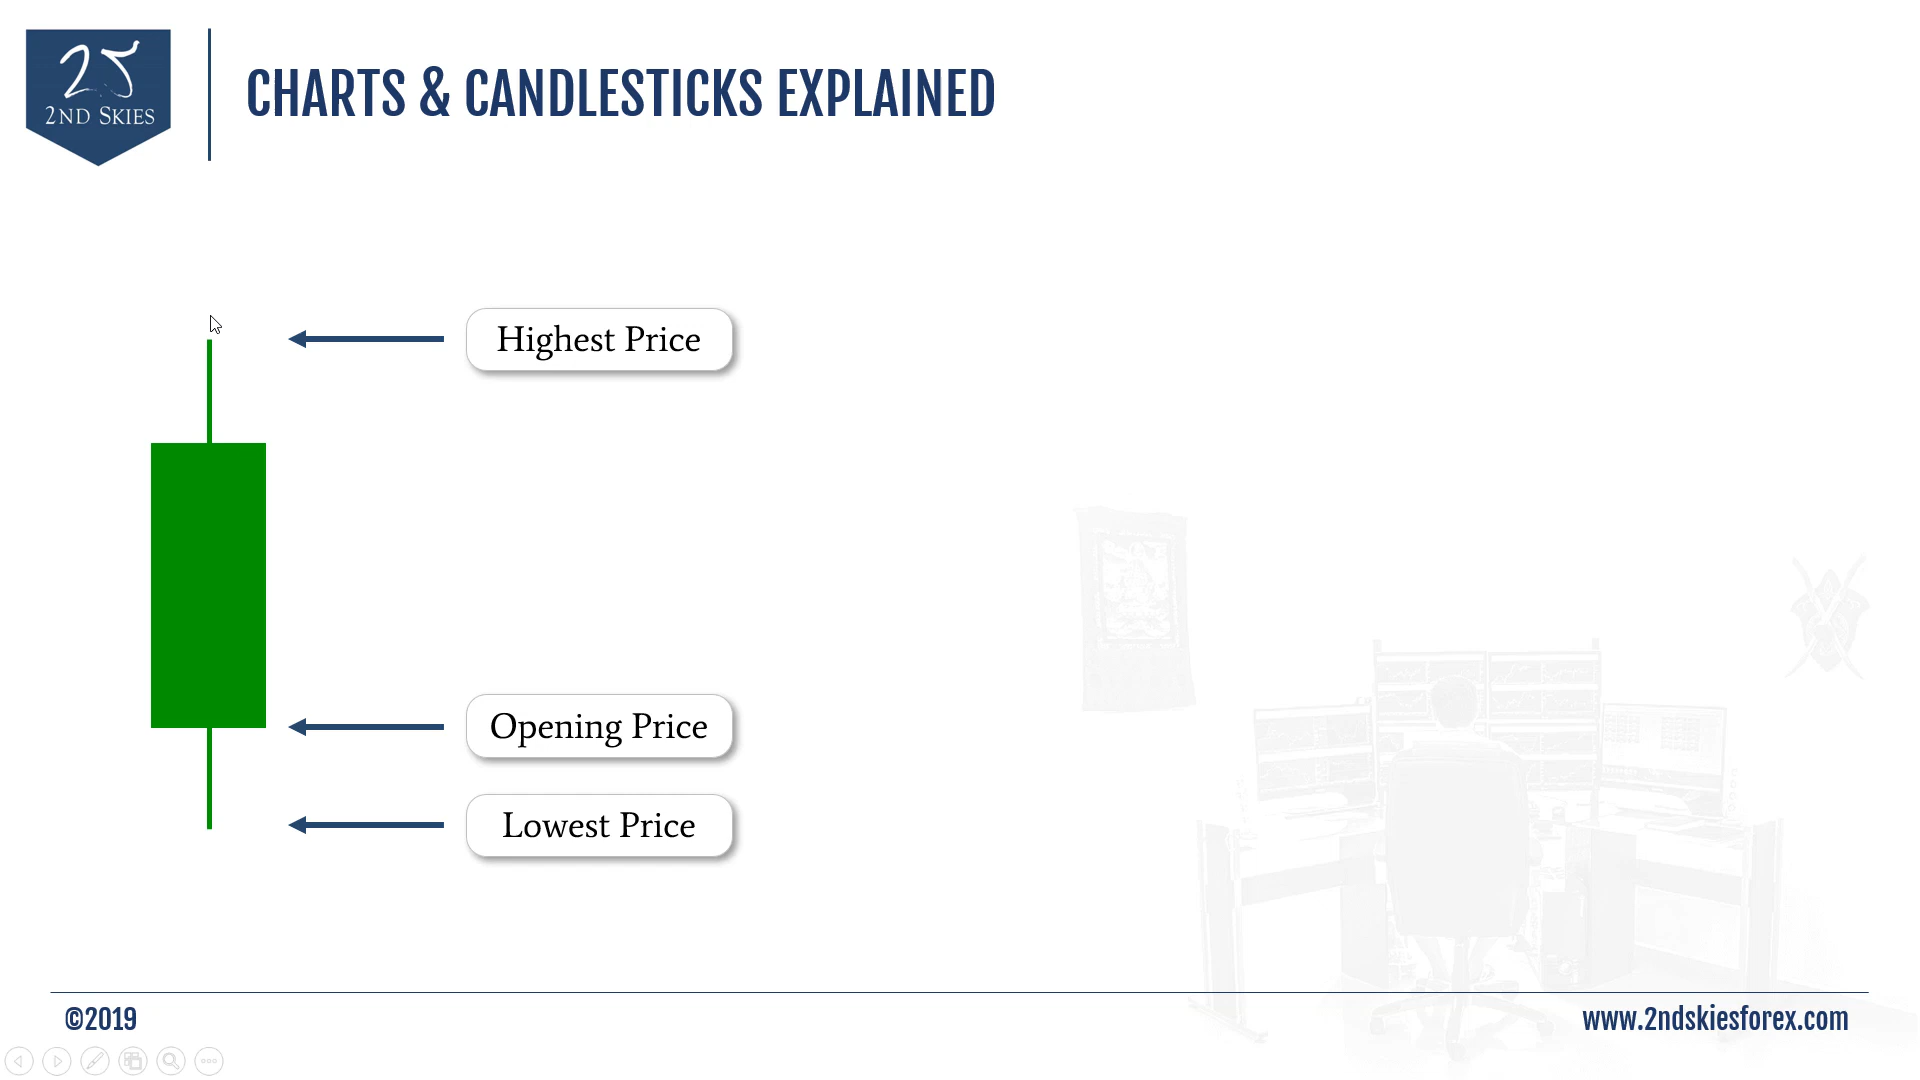 2S
2ND SKIES
CHARTS & CANDLESTICKS EXPLAINED
Highest Price
Opening Price
Lowest Price
©2019
www.2ndskiesforex.com